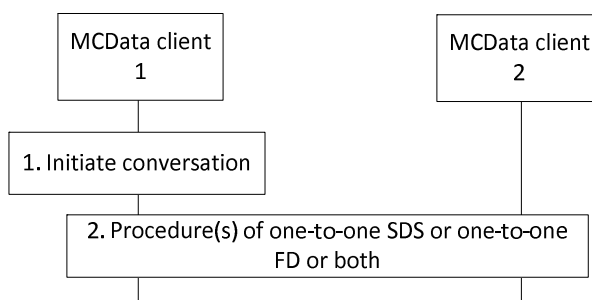 MCData client
1
MCData client
2
1. Initiate conversation
2. Procedure(s) of one-to-one SDS or one-to-one
FD or both